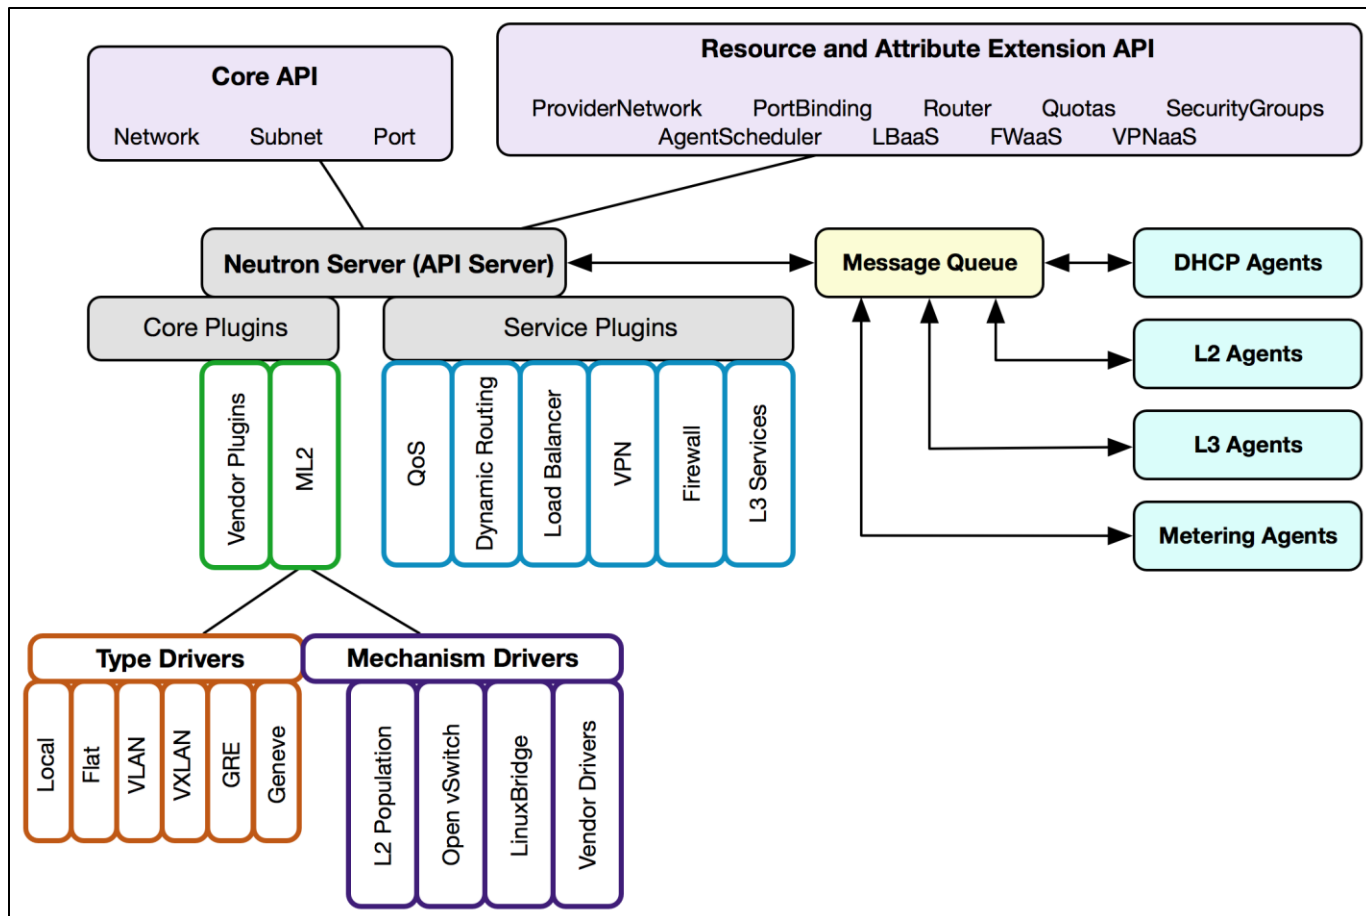 Core API
Network Subnet Port
Resource and Attribute Extension API
ProviderNetwork PortBinding Router Quotas SecurityGroups
AgentScheduler LBaaS FWaaS VPNaaS
Neutron Server (API Server)
Message Queue
DHCP Agents
Core Plugins
Service Plugins
L2 Agents
L3 Agents
Metering Agents
Vendor Plugins
ML2
QoS
Dynamic Routing
Load Balancer
VPN
Firewall
L3 Services
Type Drivers
Mechanism Drivers
Local
Flat
VLAN
VXLAN
GRE
Geneve
L2 Population
Open vSwitch
LinuxBridge
Vendor Drivers